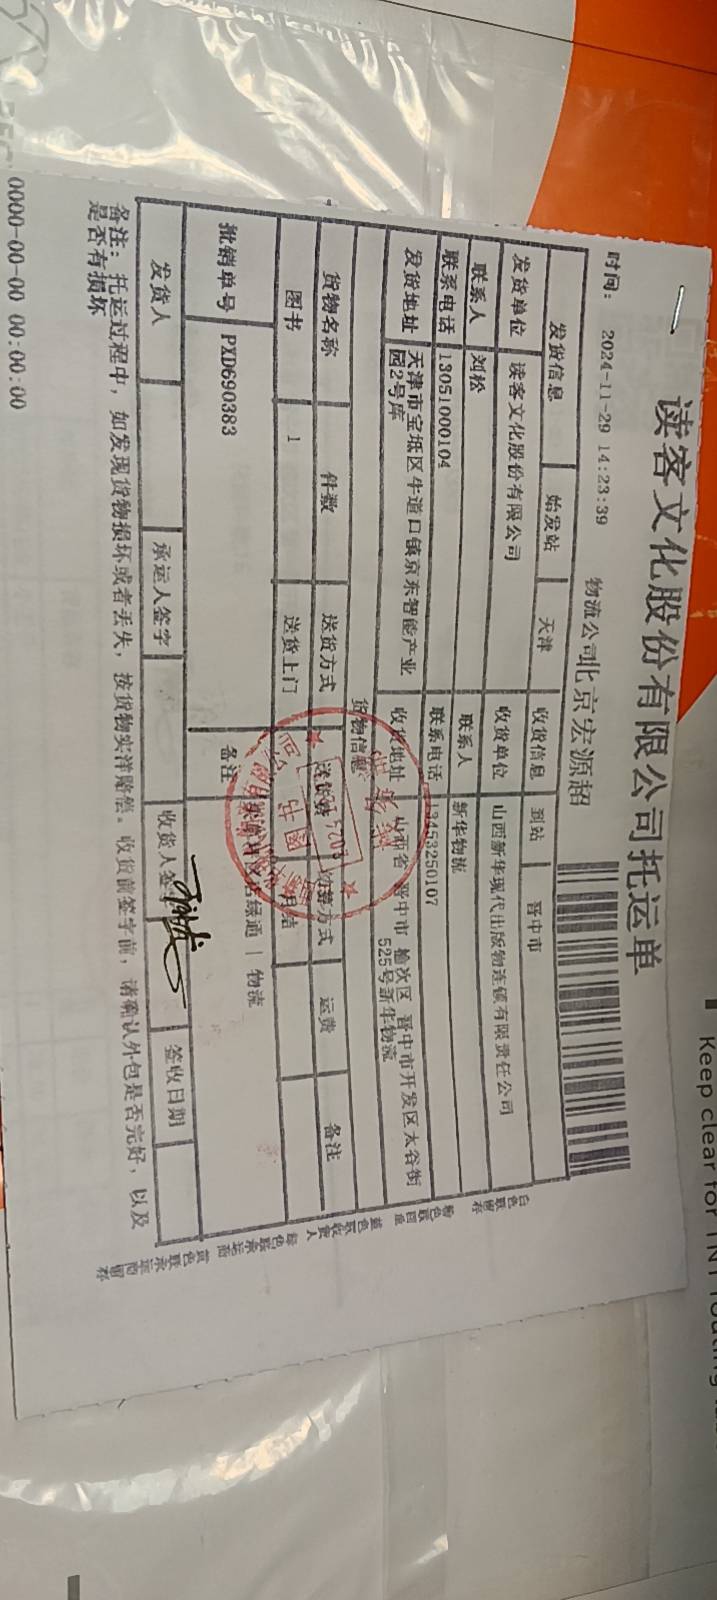 读客文化股份有限公司托运单
时间: 2024-11-29 14:23:39 物流公司北京宏源超
发货信息 始发站 天津 收货信息 到站 晋中市
发货单位 读客文化股份有限公司 收货单位 山西新华现代出版物连锁有限责任公司
联系人 刘松 联系人 新华物流
联系电话 13051000104 联系电话 13453250107
发货地址 天津市宝坻区牛道口镇京东智能产业园2号库 收货地址 山西省 晋中市 榆次区 晋中市开发区太谷街525号新华物流
货物信息
货物名称 件数 送货方式 结算方式 运费 备注
图书 1 送货上门 月结
批销单号 PXD690383 备注 物流
发货人 承运人签字 收货人签字 签收日期
备注: 托运过程中, 如发现货物损坏或者丢失, 按货物实洋赔偿。收货前签字前, 请确认外包是否完好, 以及
是否有损坏
0000-00-00 00:00:00
Keep clear for TNT routing